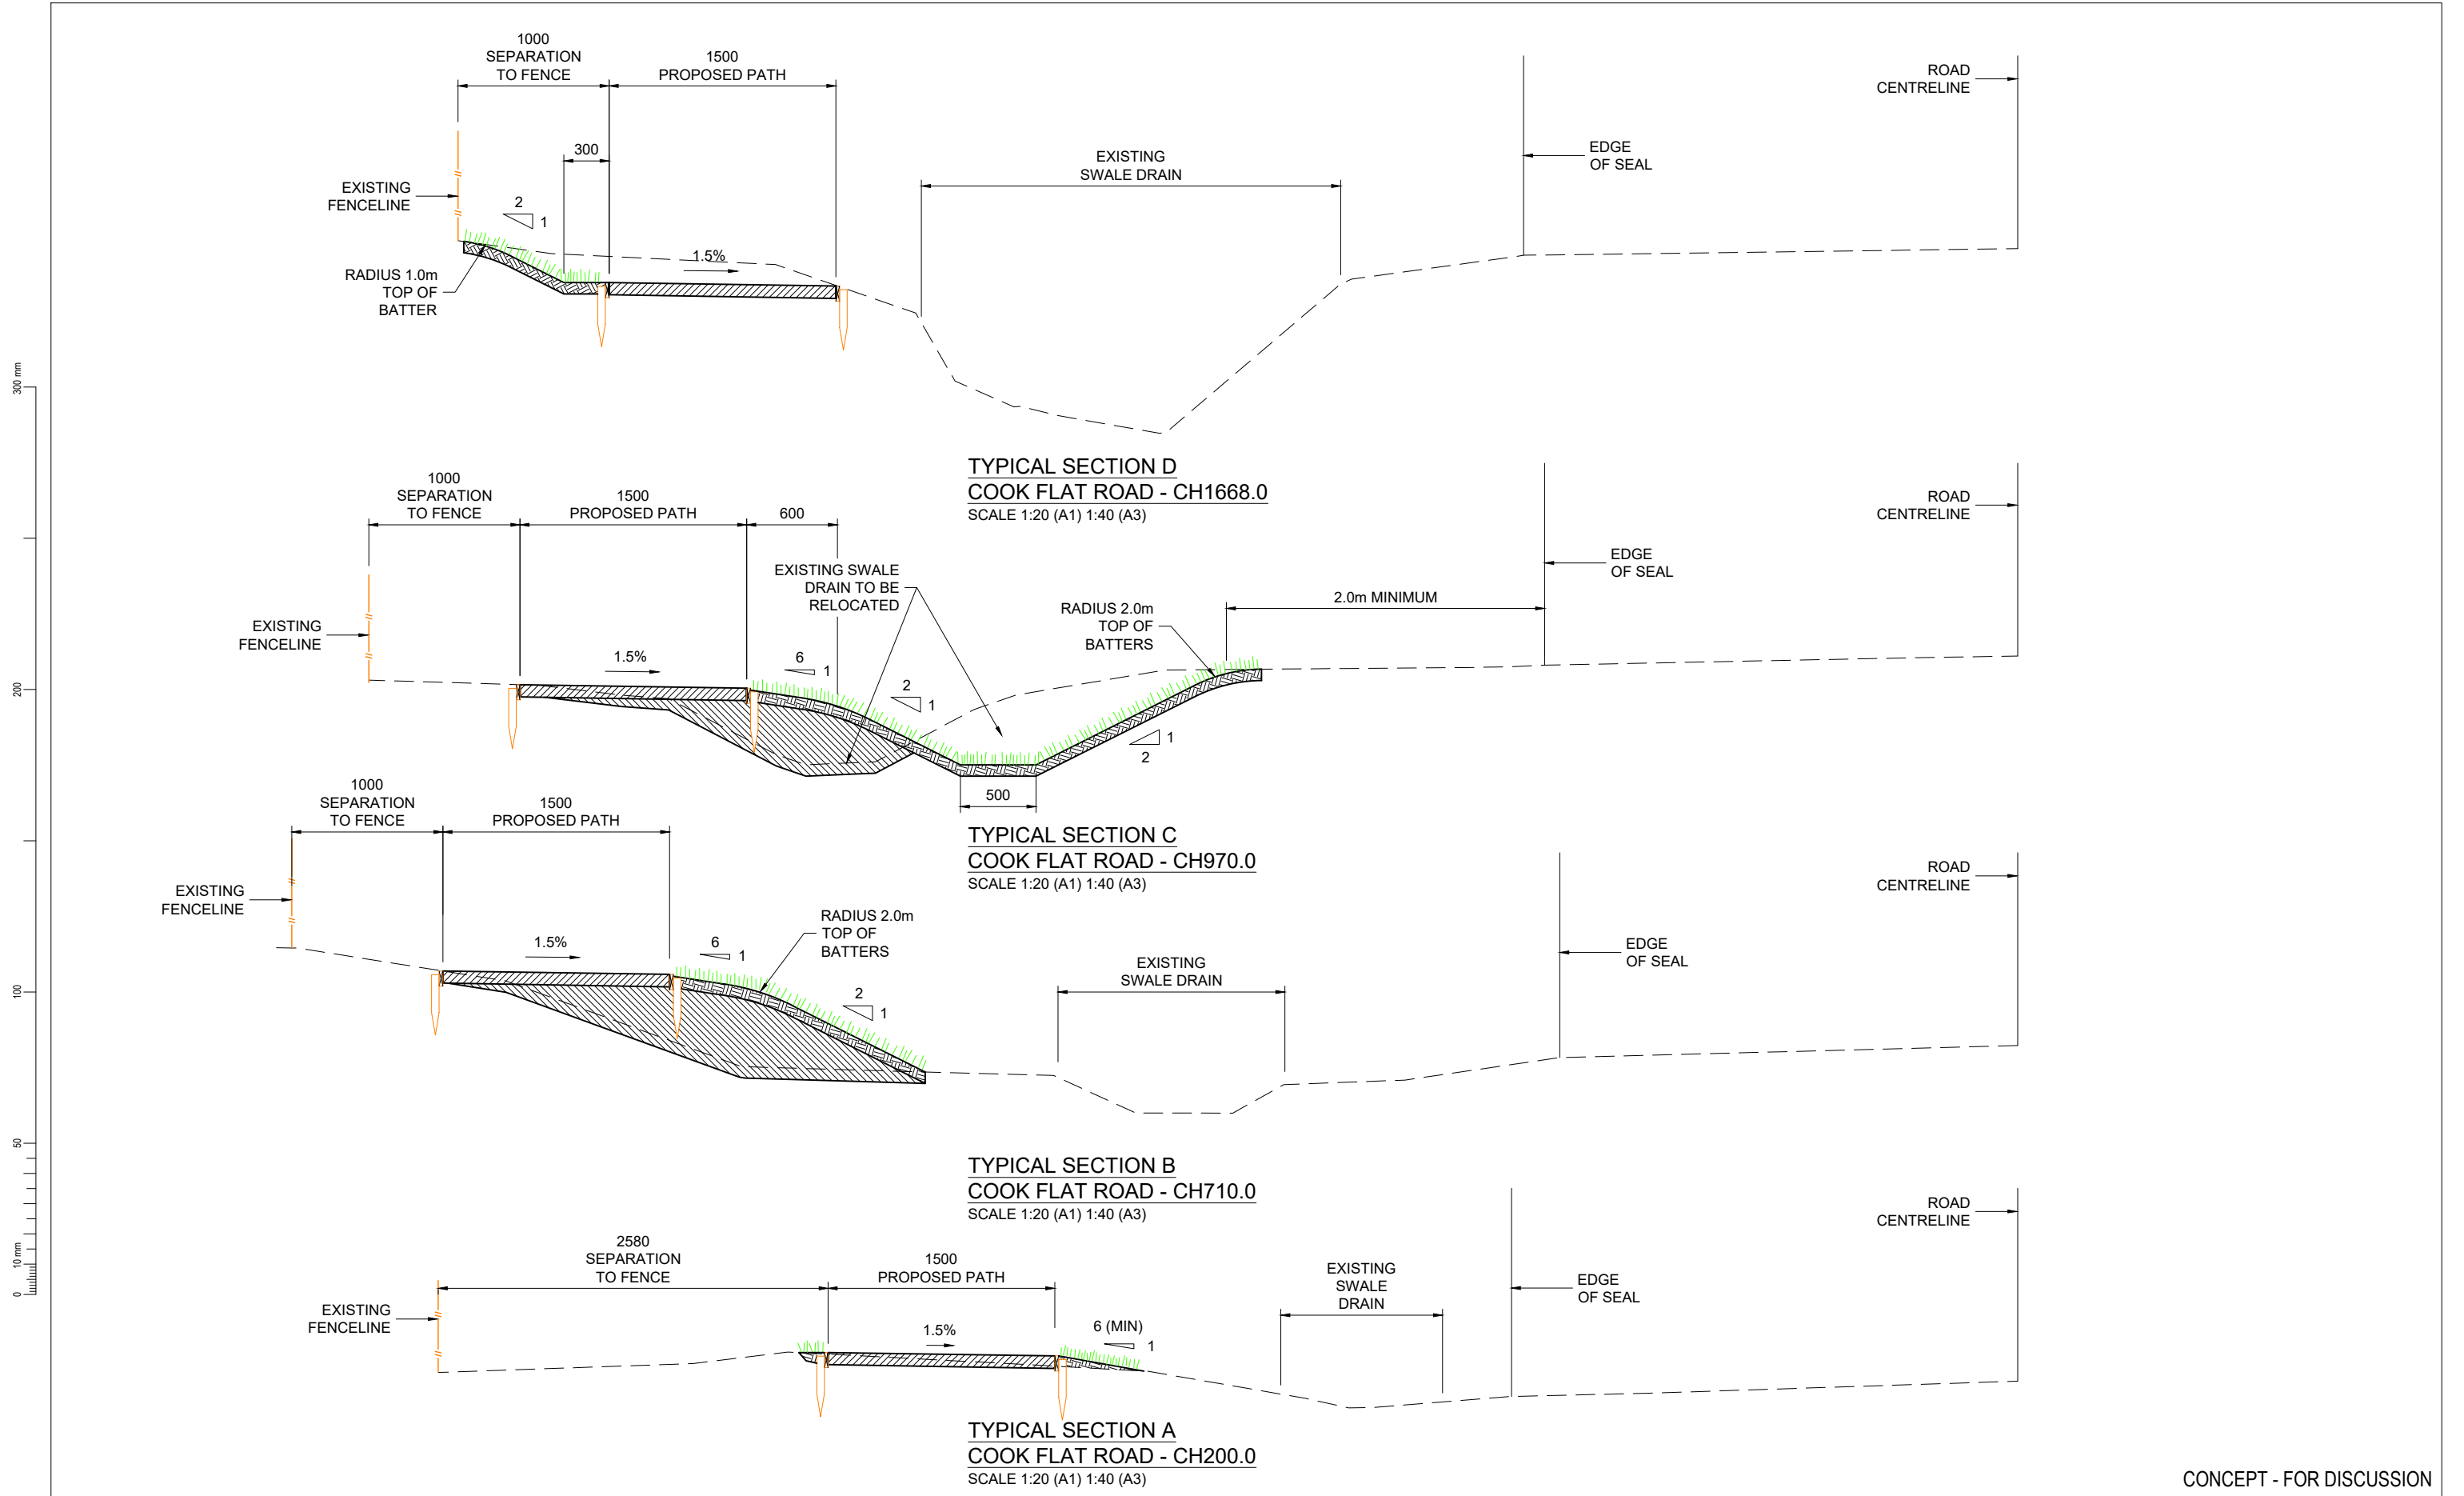 1000
SEPARATION
TO FENCE
1500
PROPOSED PATH
ROAD
CENTRELINE
300
EXISTING
SWALE DRAIN
EDGE
OF SEAL
EXISTING
FENCELINE
2
1
1.5%
RADIUS 1.0m
TOP OF
BATTER
TYPICAL SECTION D
COOK FLAT ROAD - CH1668.0
SCALE 1:20 (A1) 1:40 (A3)
1000
SEPARATION
TO FENCE
1500
PROPOSED PATH
600
ROAD
CENTRELINE
EXISTING SWALE
DRAIN TO BE
RELOCATED
EDGE
OF SEAL
RADIUS 2.0m
TOP OF
BATTERS
2.0m MINIMUM
EXISTING
FENCELINE
1.5%
6
1
2
1
1
2
500
TYPICAL SECTION C
COOK FLAT ROAD - CH970.0
SCALE 1:20 (A1) 1:40 (A3)
1000
SEPARATION
TO FENCE
1500
PROPOSED PATH
ROAD
CENTRELINE
EXISTING
FENCELINE
RADIUS 2.0m
TOP OF
BATTERS
1.5%
6
1
2
1
EXISTING
SWALE DRAIN
EDGE
OF SEAL
TYPICAL SECTION B
COOK FLAT ROAD - CH710.0
SCALE 1:20 (A1) 1:40 (A3)
2580
SEPARATION
TO FENCE
1500
PROPOSED PATH
ROAD
CENTRELINE
EXISTING
SWALE
DRAIN
EDGE
OF SEAL
EXISTING
FENCELINE
1.5%
6 (MIN)
1
TYPICAL SECTION A
COOK FLAT ROAD - CH200.0
SCALE 1:20 (A1) 1:40 (A3)
300 mm
200
100
50
10 mm
0
CONCEPT - FOR DISCUSSION